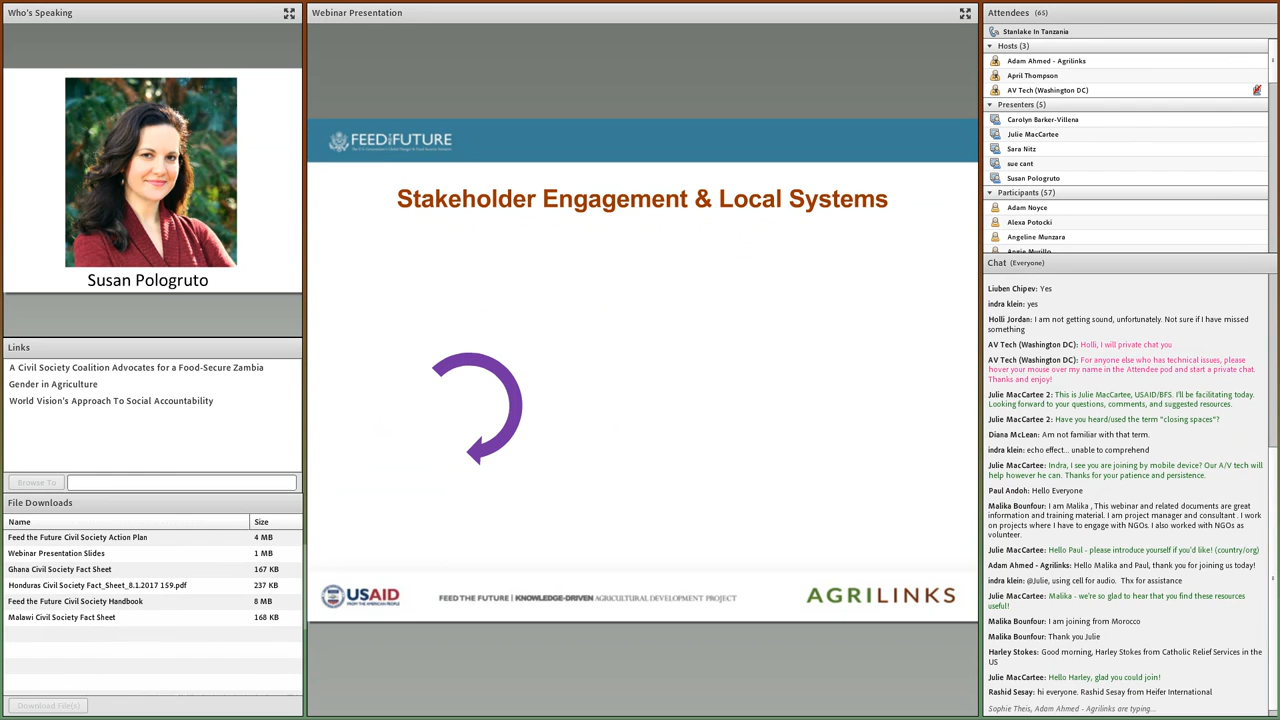 Who's Speaking
Susan Pologruto
Links
A Civil Society Coalition Advocates for a Food-Secure Zambia
Gender in Agriculture
World Vision's Approach To Social Accountability
Browse To
File Downloads
Name Size
Feed the Future Civil Society Action Plan 4 MB
Webinar Presentation Slides 1 MB
Ghana Civil Society Fact Sheet 167 KB
Honduras Civil Society Fact_Sheet_8.1.2017 159.pdf 237 KB
Feed the Future Civil Society Handbook 8 MB
Malawi Civil Society Fact Sheet 168 KB
Download File(s)
Webinar Presentation
FEED THE FUTURE
The U.S. Government's Global Hunger & Food Security Initiative
Stakeholder Engagement & Local Systems
USAID
FROM THE AMERICAN PEOPLE
FEED THE FUTURE | KNOWLEDGE-DRIVEN AGRICULTURAL DEVELOPMENT PROJECT
AGRILINKS
Attendees (65)
Stanlake In Tanzania
Hosts (3)
Adam Ahmed - Agrilinks
April Thompson
AV Tech (Washington DC)
Presenters (5)
Carolyn Barker-Villena
Julie MacCartee
Sara Nitz
sue cant
Susan Pologruto
Participants (57)
Adam Noyce
Alexa Potocki
Angeline Munzara
Angie Murillo
Chat (Everyone)
Liuben Chipev: Yes
indra klein: yes
Holli Jordan: I am not getting sound, unfortunately. Not sure if I have missed
something
AV Tech (Washington DC): Holli, I will private chat you
AV Tech (Washington DC): For anyone else who has technical issues, please
hover your mouse over my name in the Attendee pod and start a private chat.
Thanks and enjoy!
Julie MacCartee 2: This is Julie MacCartee, USAID/BFS. I'll be facilitating today.
Looking forward to your questions, comments, and suggested resources.
Julie MacCartee 2: Have you heard/used the term "closing spaces"?
Diana McLean: Am not familiar with that term.
indra klein: echo effect... unable to comprehend
Julie MacCartee: Indra, I see you are joining by mobile device? Our A/V tech will
help however he can. Thanks for your patience and persistence.
Paul Andoh: Hello Everyone
Malika Bounfour: I am Malika , This webinar and related documents are great
information and training material. I am project manager and consultant . I work
on projects where I have to engage with NGOs. I also worked with NGOs as
volunteer.
Julie MacCartee: Hello Paul - please introduce yourself if you'd like! (country/org)
Adam Ahmed - Agrilinks: Hello Malika and Paul, thank you for joining us today!
indra klein: @Julie, using cell for audio. Thx for assistance
Julie MacCartee: Malika - we're so glad to hear that you find these resources
useful!
Malika Bounfour: I am joining from Morocco
Malika Bounfour: Thank you Julie
Harley Stokes: Good morning, Harley Stokes from Catholic Relief Services in the
US
Julie MacCartee: Hello Harley, glad you could join!
Rashid Sesay: hi everyone. Rashid Sesay from Heifer International
Sophie Theis, Adam Ahmed - Agrilinks are typing...